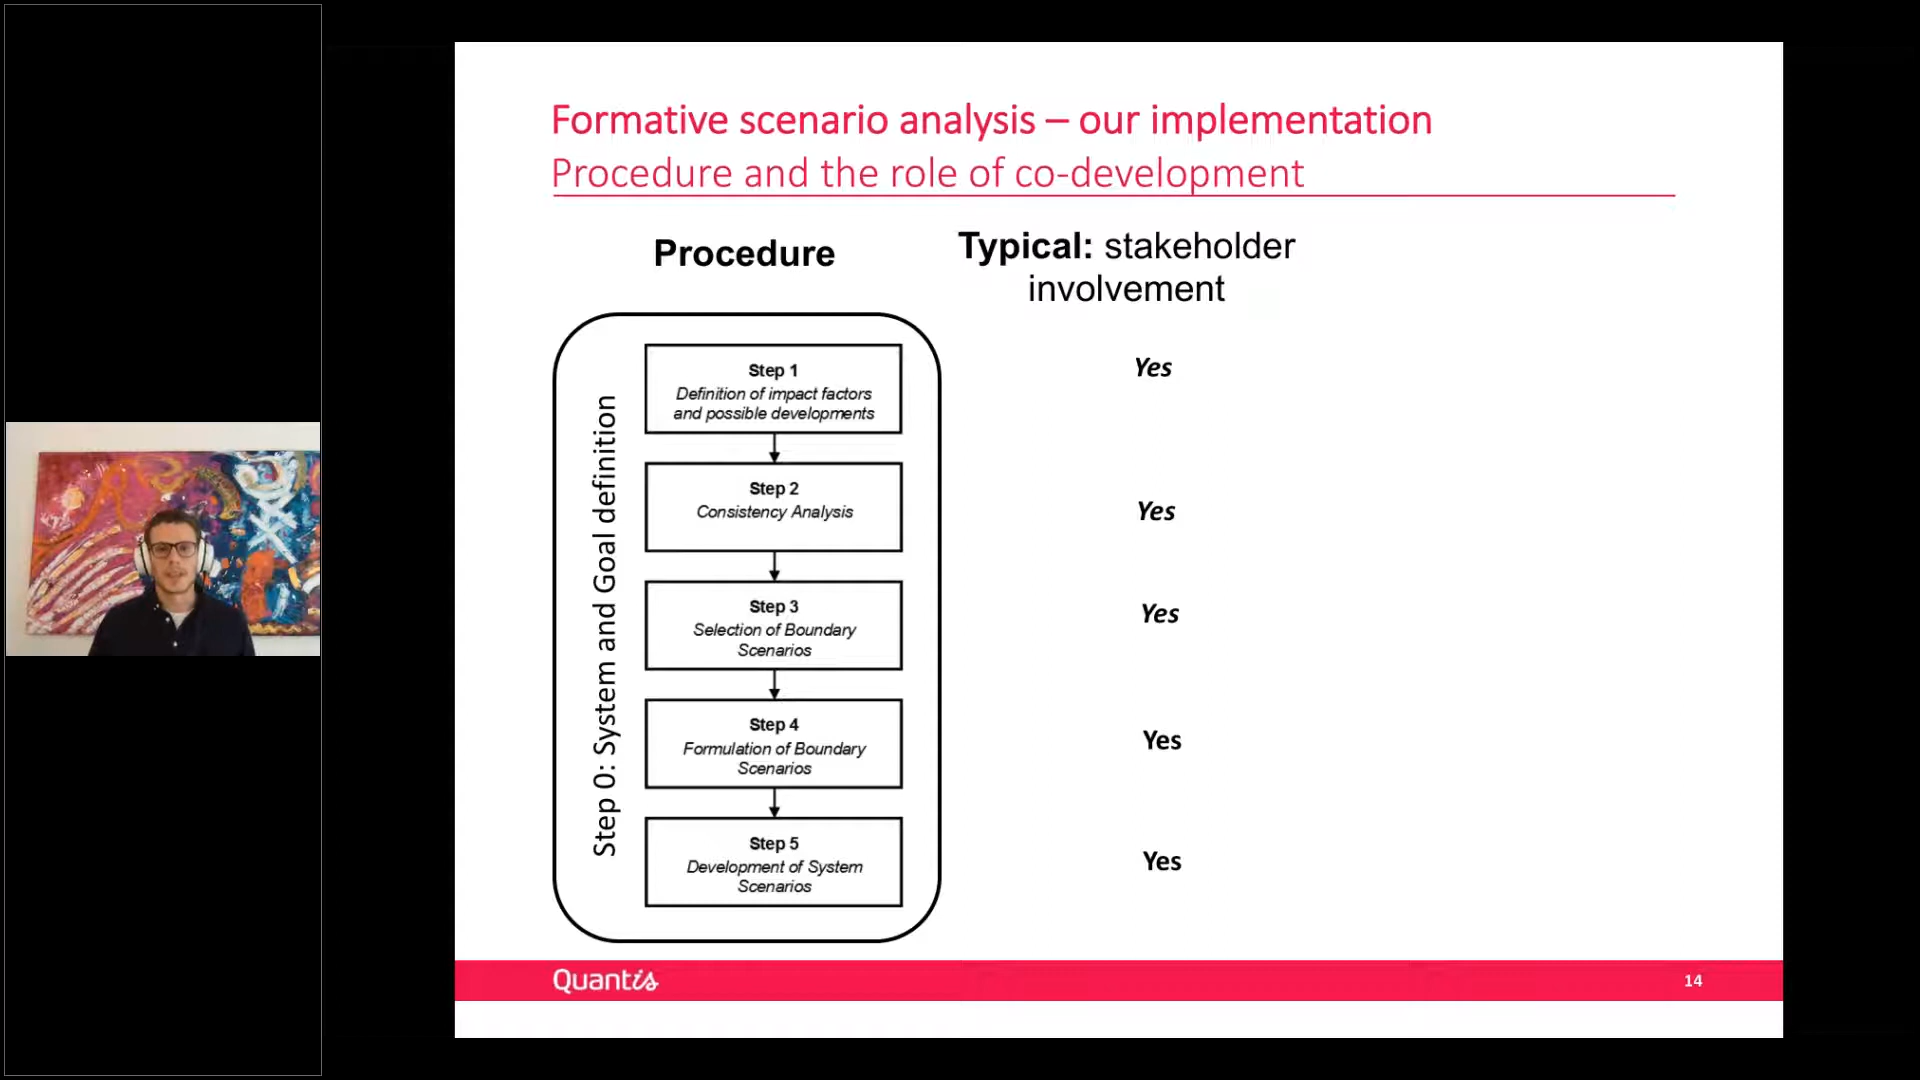 Formative scenario analysis – our implementation
Procedure and the role of co-development
Procedure
Typical: stakeholder
involvement
Step 0: System and Goal definition
Step 1
Definition of impact factors
and possible developments
Yes
Step 2
Consistency Analysis
Yes
Step 3
Selection of Boundary
Scenarios
Yes
Step 4
Formulation of Boundary
Scenarios
Yes
Step 5
Development of System
Scenarios
Yes
Quantis
14